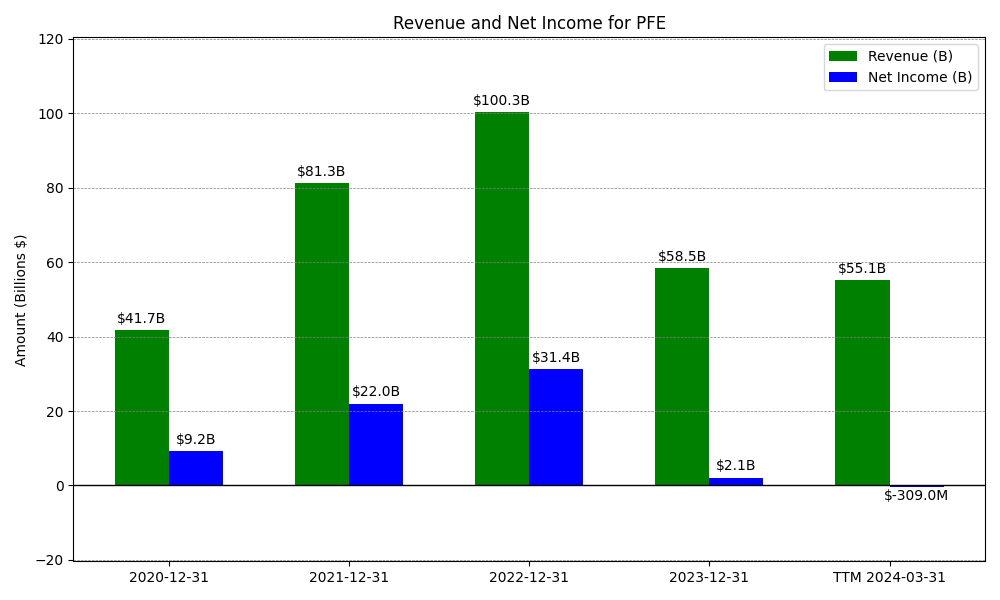 Revenue and Net Income for PFE
Revenue (B)
Net Income (B)
Amount (Billions $)
120
100
80
60
40
20
0
−20
$41.7B
$9.2B
$81.3B
$22.0B
$100.3B
$31.4B
$58.5B
$2.1B
$55.1B
$-309.0M
2020-12-31
2021-12-31
2022-12-31
2023-12-31
TTM 2024-03-31